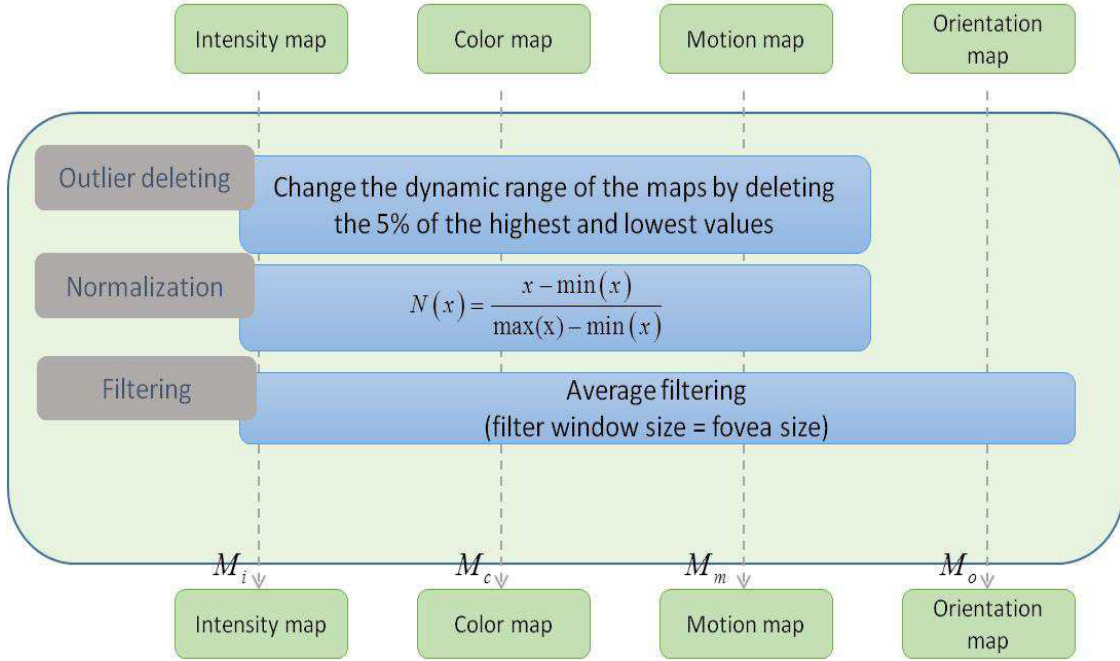 Intensity map
Color map
Motion map
Orientation
map
Outlier deleting
Change the dynamic range of the maps by deleting
the 5% of the highest and lowest values
Normalization
N(x) = \frac{x - min(x)}{max(x) - min(x)}
Filtering
Average filtering
(filter window size = fovea size)
M_i
M_c
M_m
M_o
Intensity map
Color map
Motion map
Orientation
map